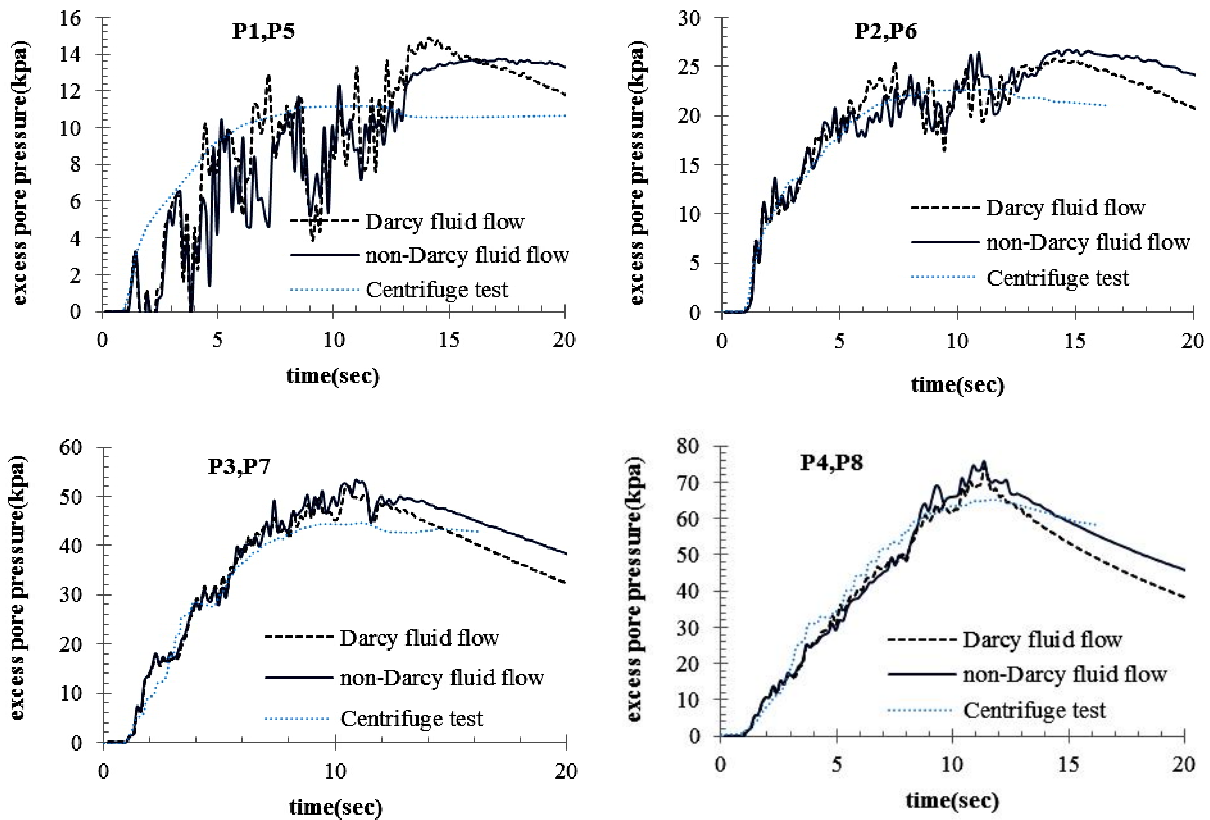 P1,P5
excess pore pressure(kpa)
16
14
12
10
8
6
4
2
0
0 5 10 15 20
time(sec)
Darcy fluid flow
non-Darcy fluid flow
Centrifuge test
P2,P6
excess pore pressure(kpa)
30
25
20
15
10
5
0
0 5 10 15 20
time(sec)
Darcy fluid flow
non-Darcy fluid flow
Centrifuge test
P3,P7
excess pore pressure(kpa)
60
50
40
30
20
10
0
0 10 20
time(sec)
Darcy fluid flow
non-Darcy fluid flow
Centrifuge test
P4,P8
excess pore pressure(kpa)
80
70
60
50
40
30
20
10
0
0 5 10 15 20
time(sec)
Darcy fluid flow
non-Darcy fluid flow
Centrifuge test